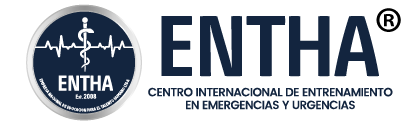 ENTHA
Est. 2008
ENTHA®
CENTRO INTERNACIONAL DE ENTRENAMIENTO
EN EMERGENCIAS Y URGENCIAS